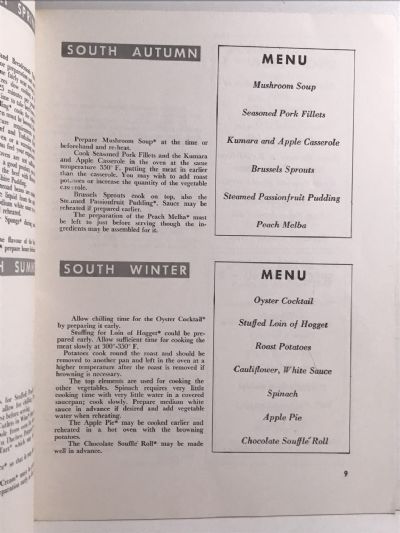 SOUTH AUTUMN
Prepare Mushroom Soup* at the time or
beforehand and re-heat.
Cook Seasoned Pork Fillets and the Kumara
and Apple Casserole in the oven at the same
temperature 350° F., putting the meat in earlier
than the casserole. You may wish to add roast
potatoes or increase the quantity of the vegetable
Brussels Sprouts cook on top, also the
Steamed Passionfruit Pudding*. Sauce may be
reheated if prepared earlier.
The preparation of the Peach Melba* must
be left to just before serving though the in-
gredients may be assembled for it.
MENU
Mushroom Soup
Seasoned Pork Fillets
Kumara and Apple Casserole
Brussels Sprouts
Steamed Passionfruit Pudding
Peach Melba
SOUTH WINTER
Allow chilling time for the Oyster Cocktail*
by preparing it early.
Stuffing for Loin of Hogget* could be pre-
pared early. Allow sufficient time for cooking the
meat slowly at 300°-350° F.
Potatoes cook round the roast and should be
removed to another pan and left in the oven at a
higher temperature after the roast is removed if
browning is necessary.
The top elements are used for cooking the
other vegetables. Spinach requires very little
cooking time with very little water in a covered
saucepan; cook slowly. Prepare medium white
sauce in advance if desired and add vegetable
water when reheating.
The Apple Pie* may be cooked earlier and
reheated in a hot oven with the browning
potatoes.
The Chocolate Soufflé Roll* may be made
well in advance.
MENU
Oyster Cocktail
Stuffed Loin of Hogget
Roast Potatoes
Cauliflower, White Sauce
Spinach
Apple Pie
Chocolate Soufflé Roll
9